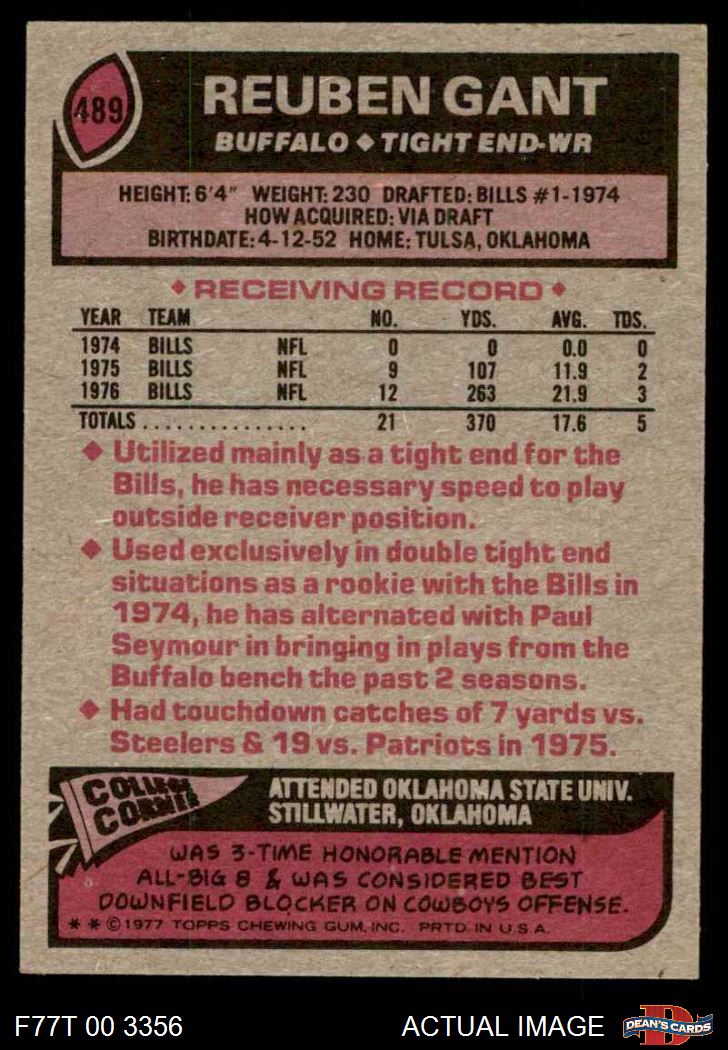 489
REUBEN GANT
BUFFALO ◆ TIGHT END-WR
HEIGHT: 6'4" WEIGHT: 230 DRAFTED: BILLS #1-1974
HOW ACQUIRED: VIA DRAFT
BIRTHDATE: 4-12-52 HOME: TULSA, OKLAHOMA
◆ RECEIVING RECORD ◆
YEAR TEAM NO. YDS. AVG. TDS.
1974 BILLS NFL 0 0 0.0 0
1975 BILLS NFL 9 107 11.9 2
1976 BILLS NFL 12 263 21.9 3
TOTALS ............... 21 370 17.6 5
◆ Utilized mainly as a tight end for the
Bills, he has necessary speed to play
outside receiver position.
◆ Used exclusively in double tight end
situations as a rookie with the Bills in
1974, he has alternated with Paul
Seymour in bringing in plays from the
Buffalo bench the past 2 seasons.
◆ Had touchdown catches of 7 yards vs.
Steelers & 19 vs. Patriots in 1975.
COLLEGE
CORNER
ATTENDED OKLAHOMA STATE UNIV.
STILLWATER, OKLAHOMA
WAS 3-TIME HONORABLE MENTION
ALL-BIG 8 & WAS CONSIDERED BEST
DOWNFIELD BLOCKER ON COWBOYS OFFENSE.
* * © 1977 TOPPS CHEWING GUM, INC. PRTD. IN U.S.A.
F77T 00 3356 ACTUAL IMAGE D DEAN'S CARDS